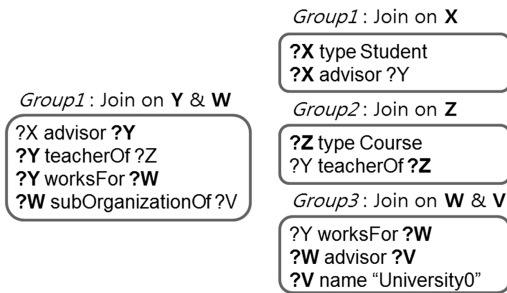 Group1 : Join on Y & W
?X advisor ?Y
?Y teacherOf ?Z
?Y worksFor ?W
?W subOrganizationOf ?V
Group1 : Join on X
?X type Student
?X advisor ?Y
Group2 : Join on Z
?Z type Course
?Y teacherOf ?Z
Group3 : Join on W & V
?Y worksFor ?W
?W advisor ?V
?V name “University0”